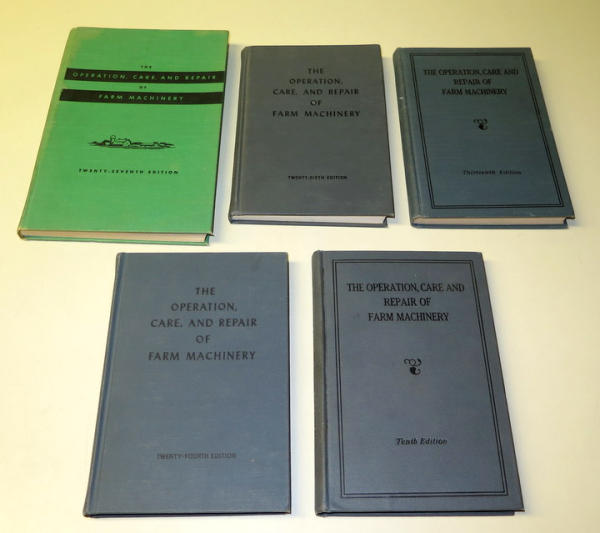 THE
OPERATION, CARE, AND REPAIR
OF
FARM MACHINERY
TWENTY-SEVENTH EDITION
THE
OPERATION,
CARE, AND REPAIR
OF
FARM MACHINERY
TWENTY-SIXTH EDITION
THE OPERATION, CARE AND
REPAIR OF
FARM MACHINERY
Thirteenth Edition
THE
OPERATION,
CARE, AND REPAIR
OF
FARM MACHINERY
TWENTY-FOURTH EDITION
THE OPERATION, CARE AND
REPAIR OF
FARM MACHINERY
Tenth Edition